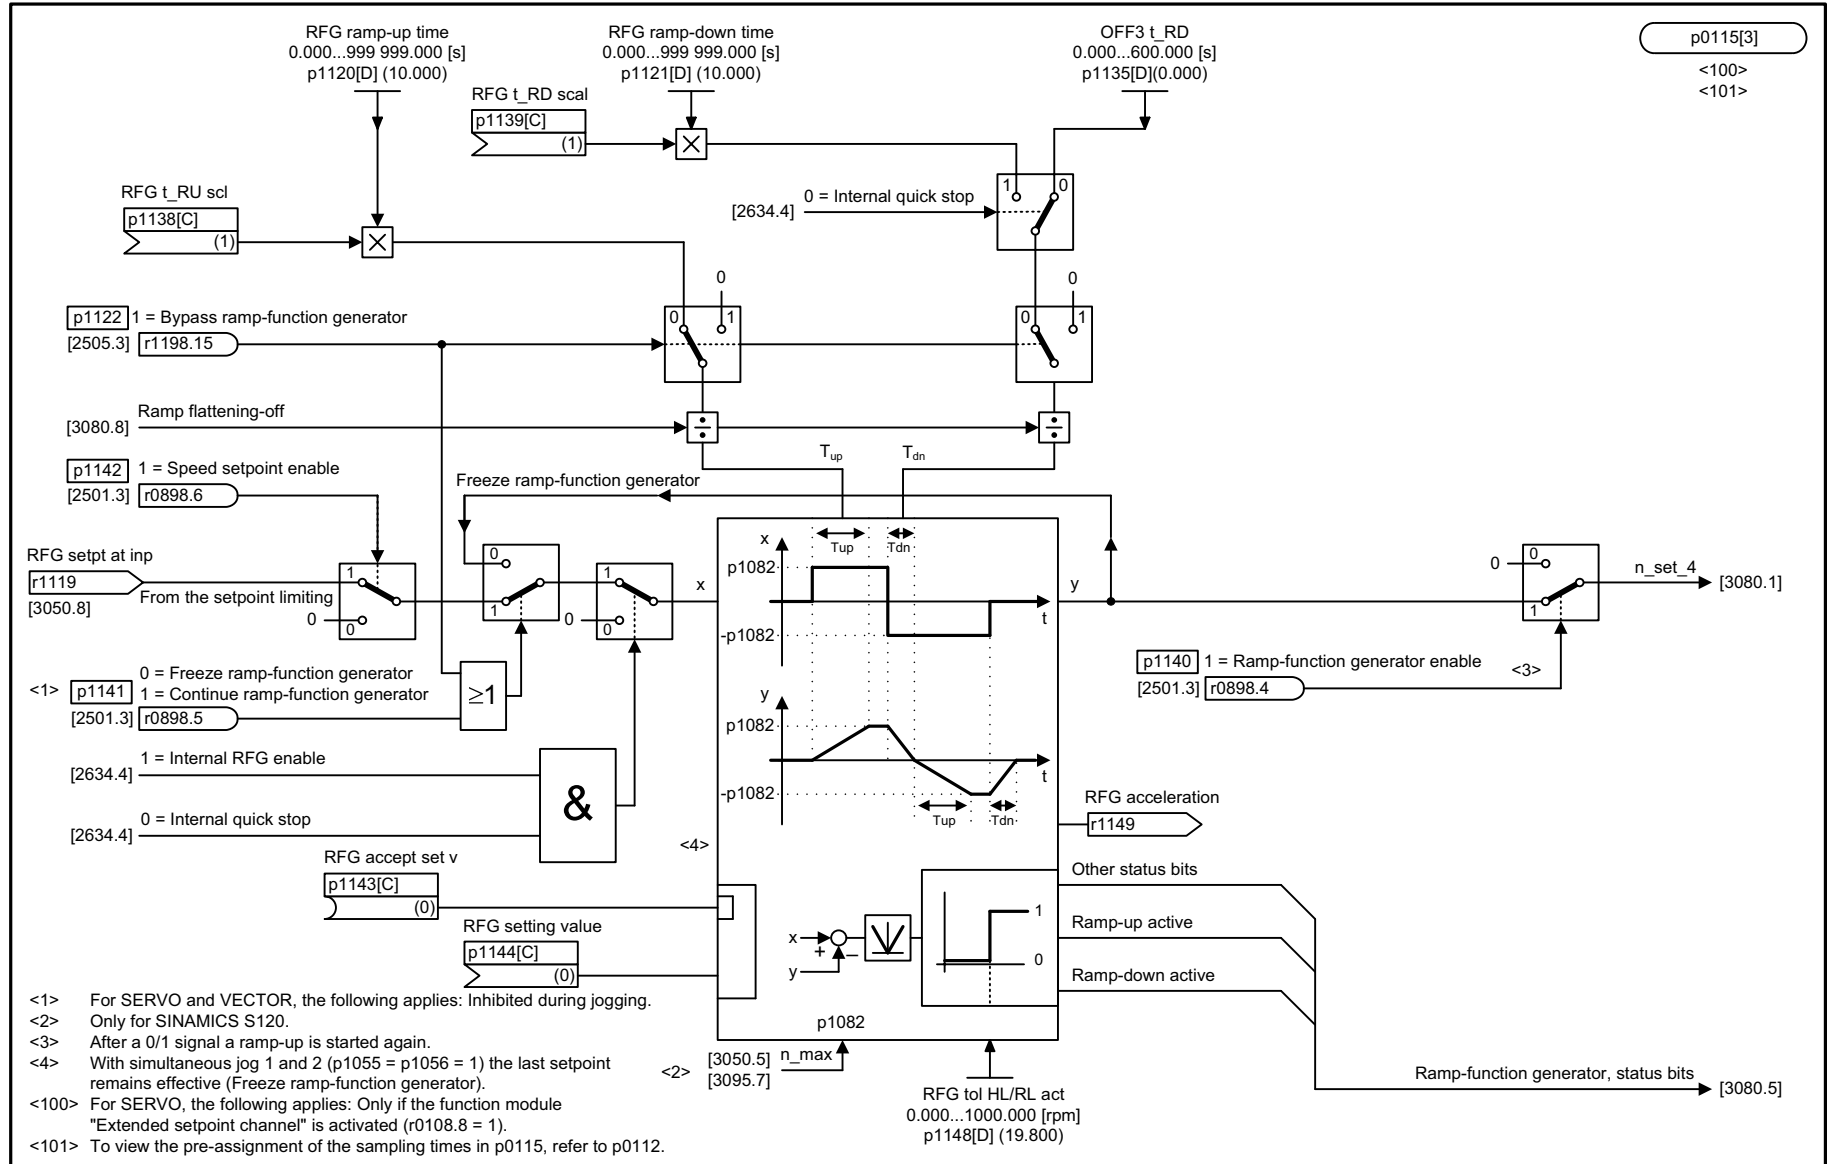 RFG ramp-up time
0.000...999 999.000 [s]
p1120[D] (10.000)
RFG ramp-down time
0.000...999 999.000 [s]
p1121[D] (10.000)
OFF3 t_RD
0.000...600.000 [s]
p1135[D](0.000)
p0115[3]
<100>
<101>
RFG t_RD scal
p1139[C]
(1)
×
RFG t_RU scl
p1138[C]
(1)
×
0 = Internal quick stop
[2634.4]
1 0
0
0 1
0
0 1
p1122 1 = Bypass ramp-function generator
[2505.3] r1198.15
Ramp flattening-off
[3080.8]
÷ ÷
p1142 1 = Speed setpoint enable
[2501.3] r0898.6
Tup Tdn
Freeze ramp-function generator
RFG setpt at inp
r1119
[3050.8]
From the setpoint limiting
1
0 0
0
1
1
0 0
x
x
Tup Tdn
p1082
-p1082
t
y
0 0
1
n_set_4
[3080.1]
p1140 1 = Ramp-function generator enable
[2501.3] r0898.4
<3>
0 = Freeze ramp-function generator
<1> p1141 1 = Continue ramp-function generator
[2501.3] r0898.5
≥1
y
p1082
-p1082
t
Tup Tdn
1 = Internal RFG enable
[2634.4]
&
0 = Internal quick stop
[2634.4]
RFG acceleration
r1149
<4>
RFG accept set v
p1143[C]
(0)
RFG setting value
p1144[C]
(0)
x
+
−
y
1
0
Other status bits
Ramp-up active
Ramp-down active
p1082
<2> [3050.5] n_max
[3095.7]
RFG tol HL/RL act
0.000...1000.000 [rpm]
p1148[D] (19.800)
Ramp-function generator, status bits
[3080.5]
<1> For SERVO and VECTOR, the following applies: Inhibited during jogging.
<2> Only for SINAMICS S120.
<3> After a 0/1 signal a ramp-up is started again.
<4> With simultaneous jog 1 and 2 (p1055 = p1056 = 1) the last setpoint
remains effective (Freeze ramp-function generator).
<100> For SERVO, the following applies: Only if the function module
"Extended setpoint channel" is activated (r0108.8 = 1).
<101> To view the pre-assignment of the sampling times in p0115, refer to p0112.